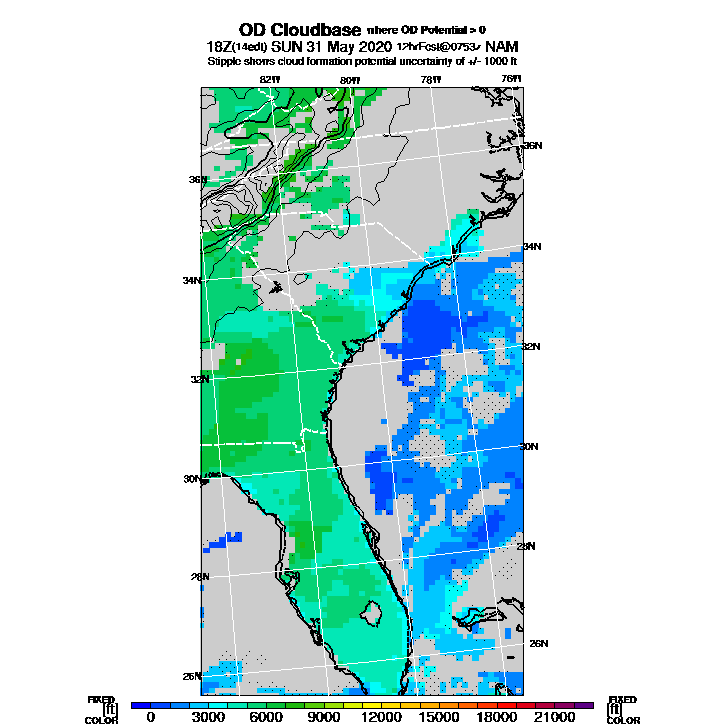 OD Cloudbase where OD Potential > 0
18Z(14edt) SUN 31 May 2020 12hrFcst@0753z NAM
Stipple shows cloud formation potential uncertainty of +/- 1000 ft
82W 80W 78W 76W
36N
36N
34N
34N
32N
32N
30N
30N
28N
28N
26N
26N
FIXED FIXED
[ft] 0 3000 6000 9000 12000 15000 18000 21000 [ft]
COLOR COLOR